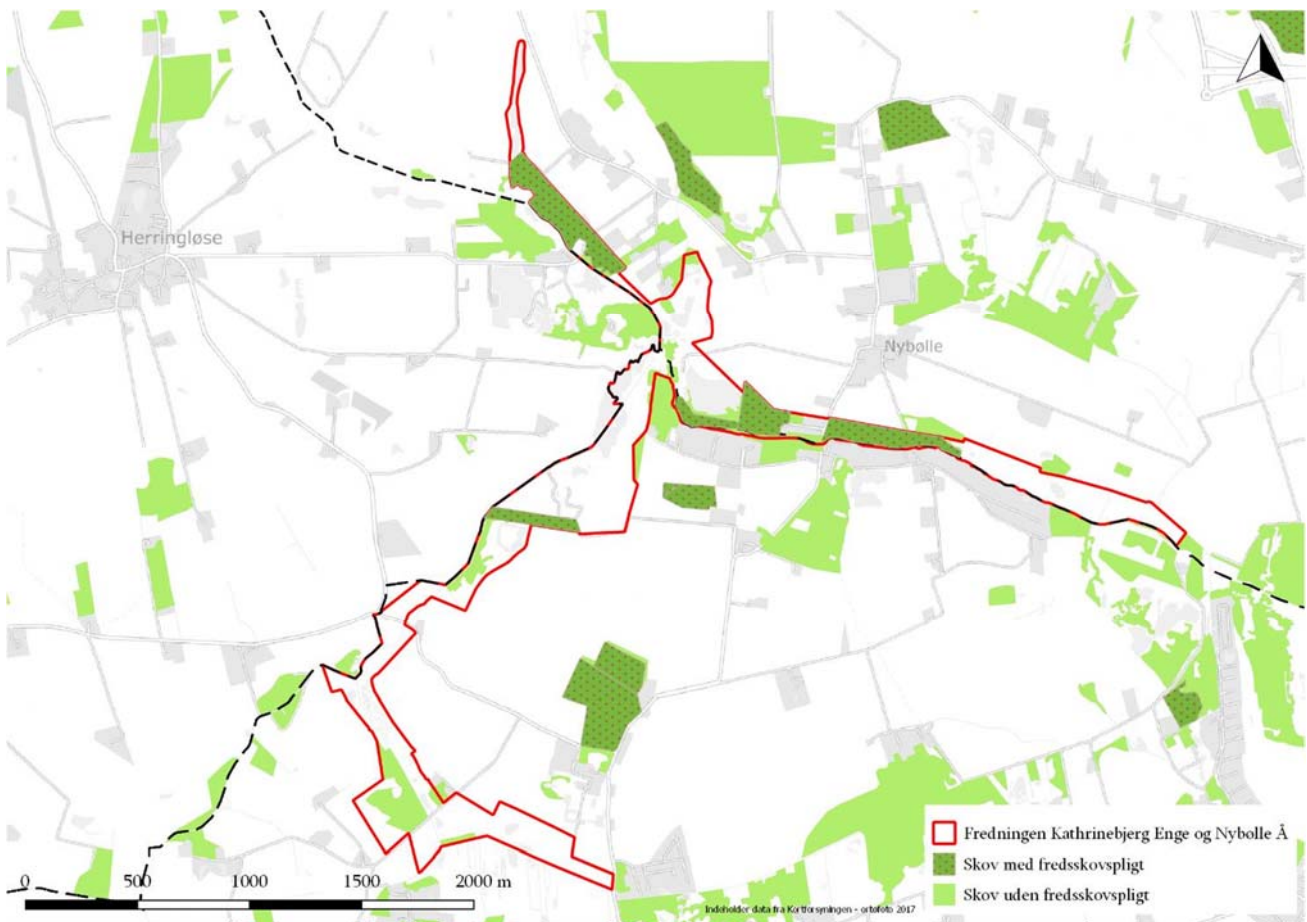 Herringløse
Nybølle
Fredningen Kathrinebjerg Enge og Nybølle Å
Skov med fredsskovspligt
Skov uden fredsskovspligt
0 500 1000 1500 2000 m
Indeholder data fra Kortforsyningen - ortofoto 2017